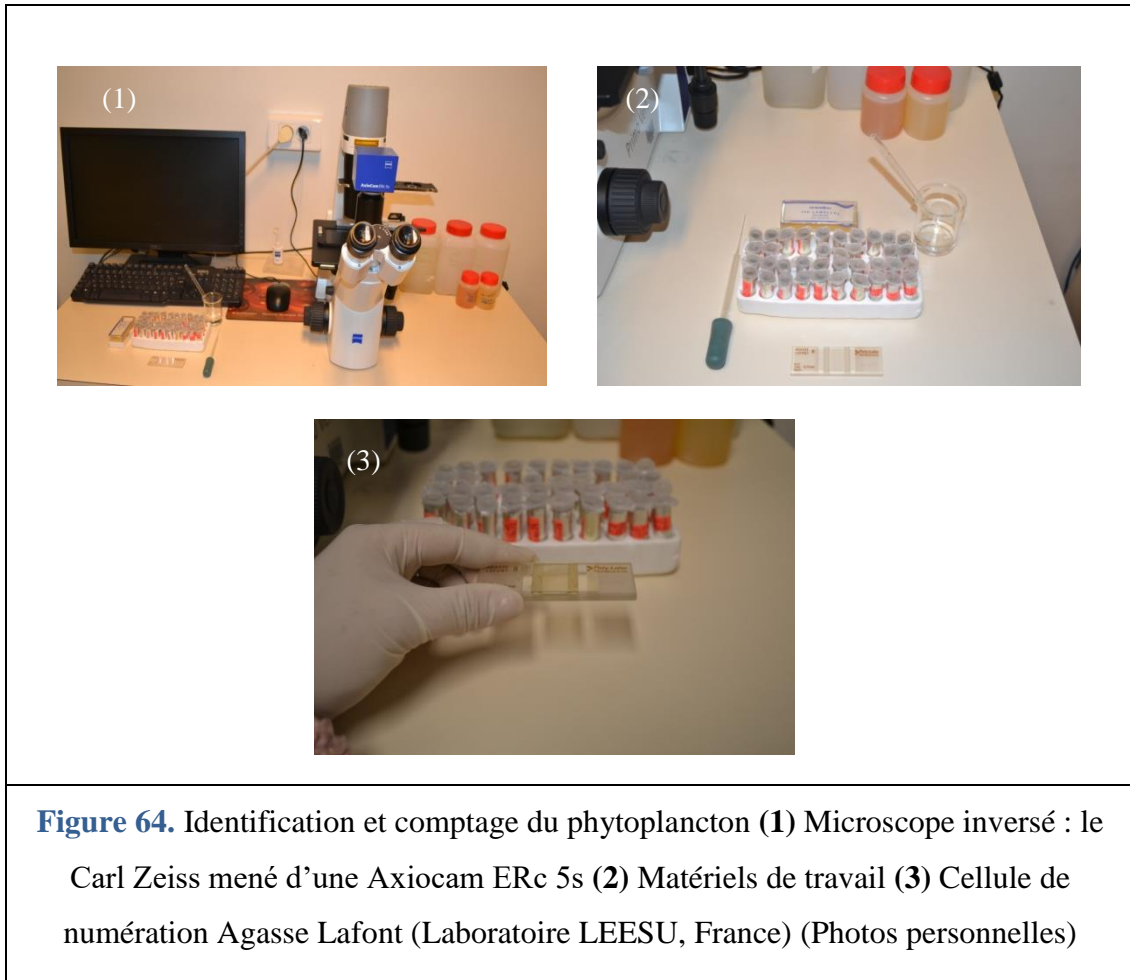 (1)
(2)
(3)
Figure 64. Identification et comptage du phytoplancton (1) Microscope inversé : le
Carl Zeiss mené d’une Axiocam ERc 5s (2) Matériels de travail (3) Cellule de
numération Agasse Lafont (Laboratoire LEESU, France) (Photos personnelles)